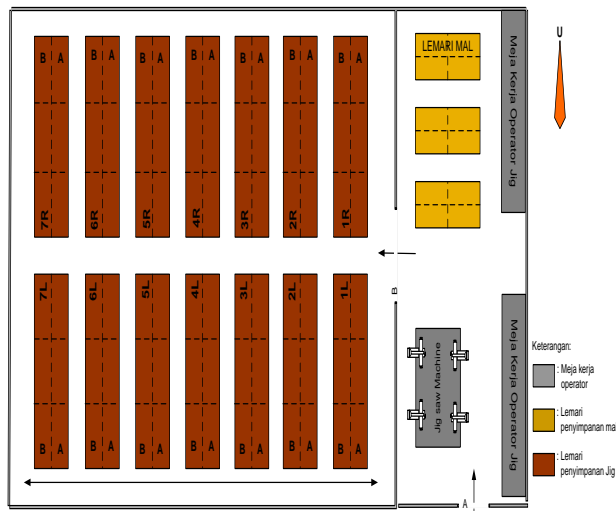 B A B A B A B A B A B A B A
7R 6R 5R 4R 3R 2R 1R
7L 6L 5L 4L 3L 2L 1L
B A B A B A B A B A B A B A
LEMARI MAL
Meja Kerja Operator Jig
U
B
Jig saw Machine
Meja Kerja Operator Jig
A
Keterangan:
: Meja kerja
operator
: Lemari
penyimpanan ma
: Lemari
penyimpanan Jig